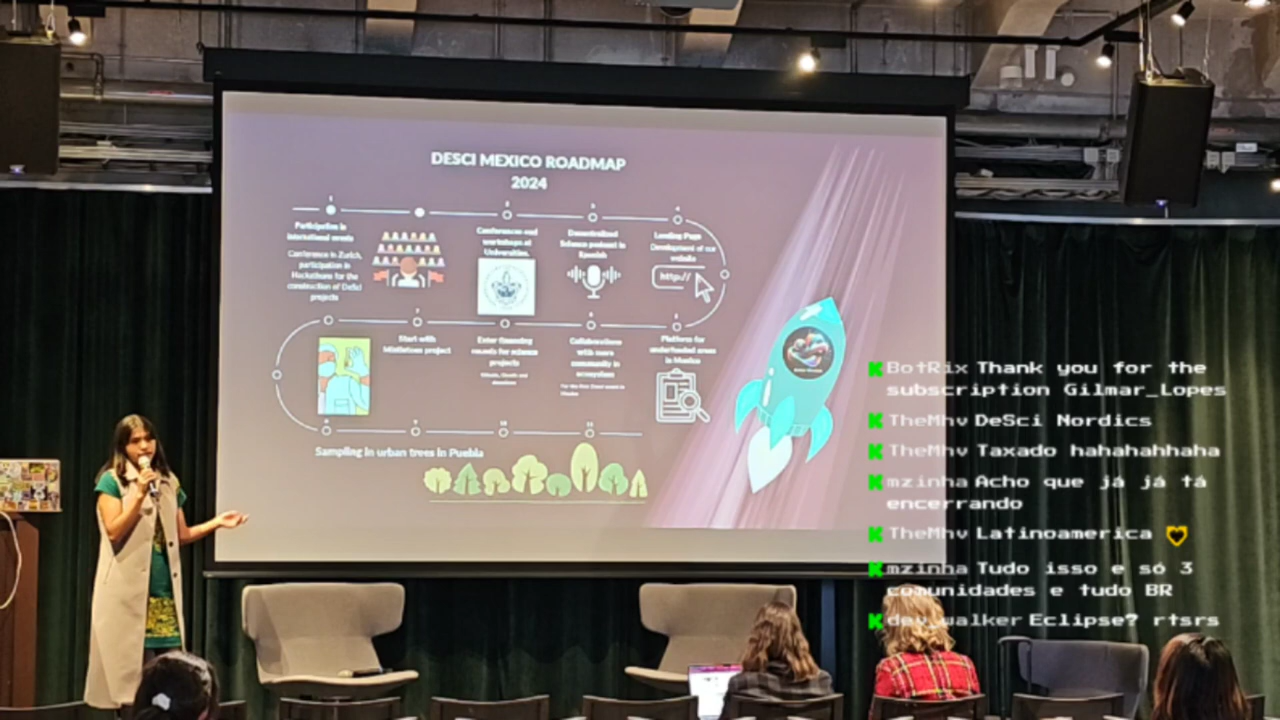 DESCI MEXICO ROADMAP
2024
Participation in
international events
Conference in Zurich,
participation in
Hackathons for the
construction of DeSci
projects
Conferences and
workshops at
Universities.
Decentralized
Science podcast in
Spanish
Landing Page
Development of our
website
http://
Start with
project
Enter financing
rounds for science
projects
Collaborations
with more
community in
ecosystem
Platform for
underfunded areas
in Mexico
Sampling in urban trees in Puebla
BotRix Thank you for the
subscription Gilmar_Lopes
TheMhv DeSci Nordics
TheMhv Taxado hahahahhaha
mzinha Acho que já já tá
encerrando
TheMhv Latinoamerica
mzinha Tudo isso e só 3
comunidades e tudo BR
dev_walker Eclipse? rtsrs